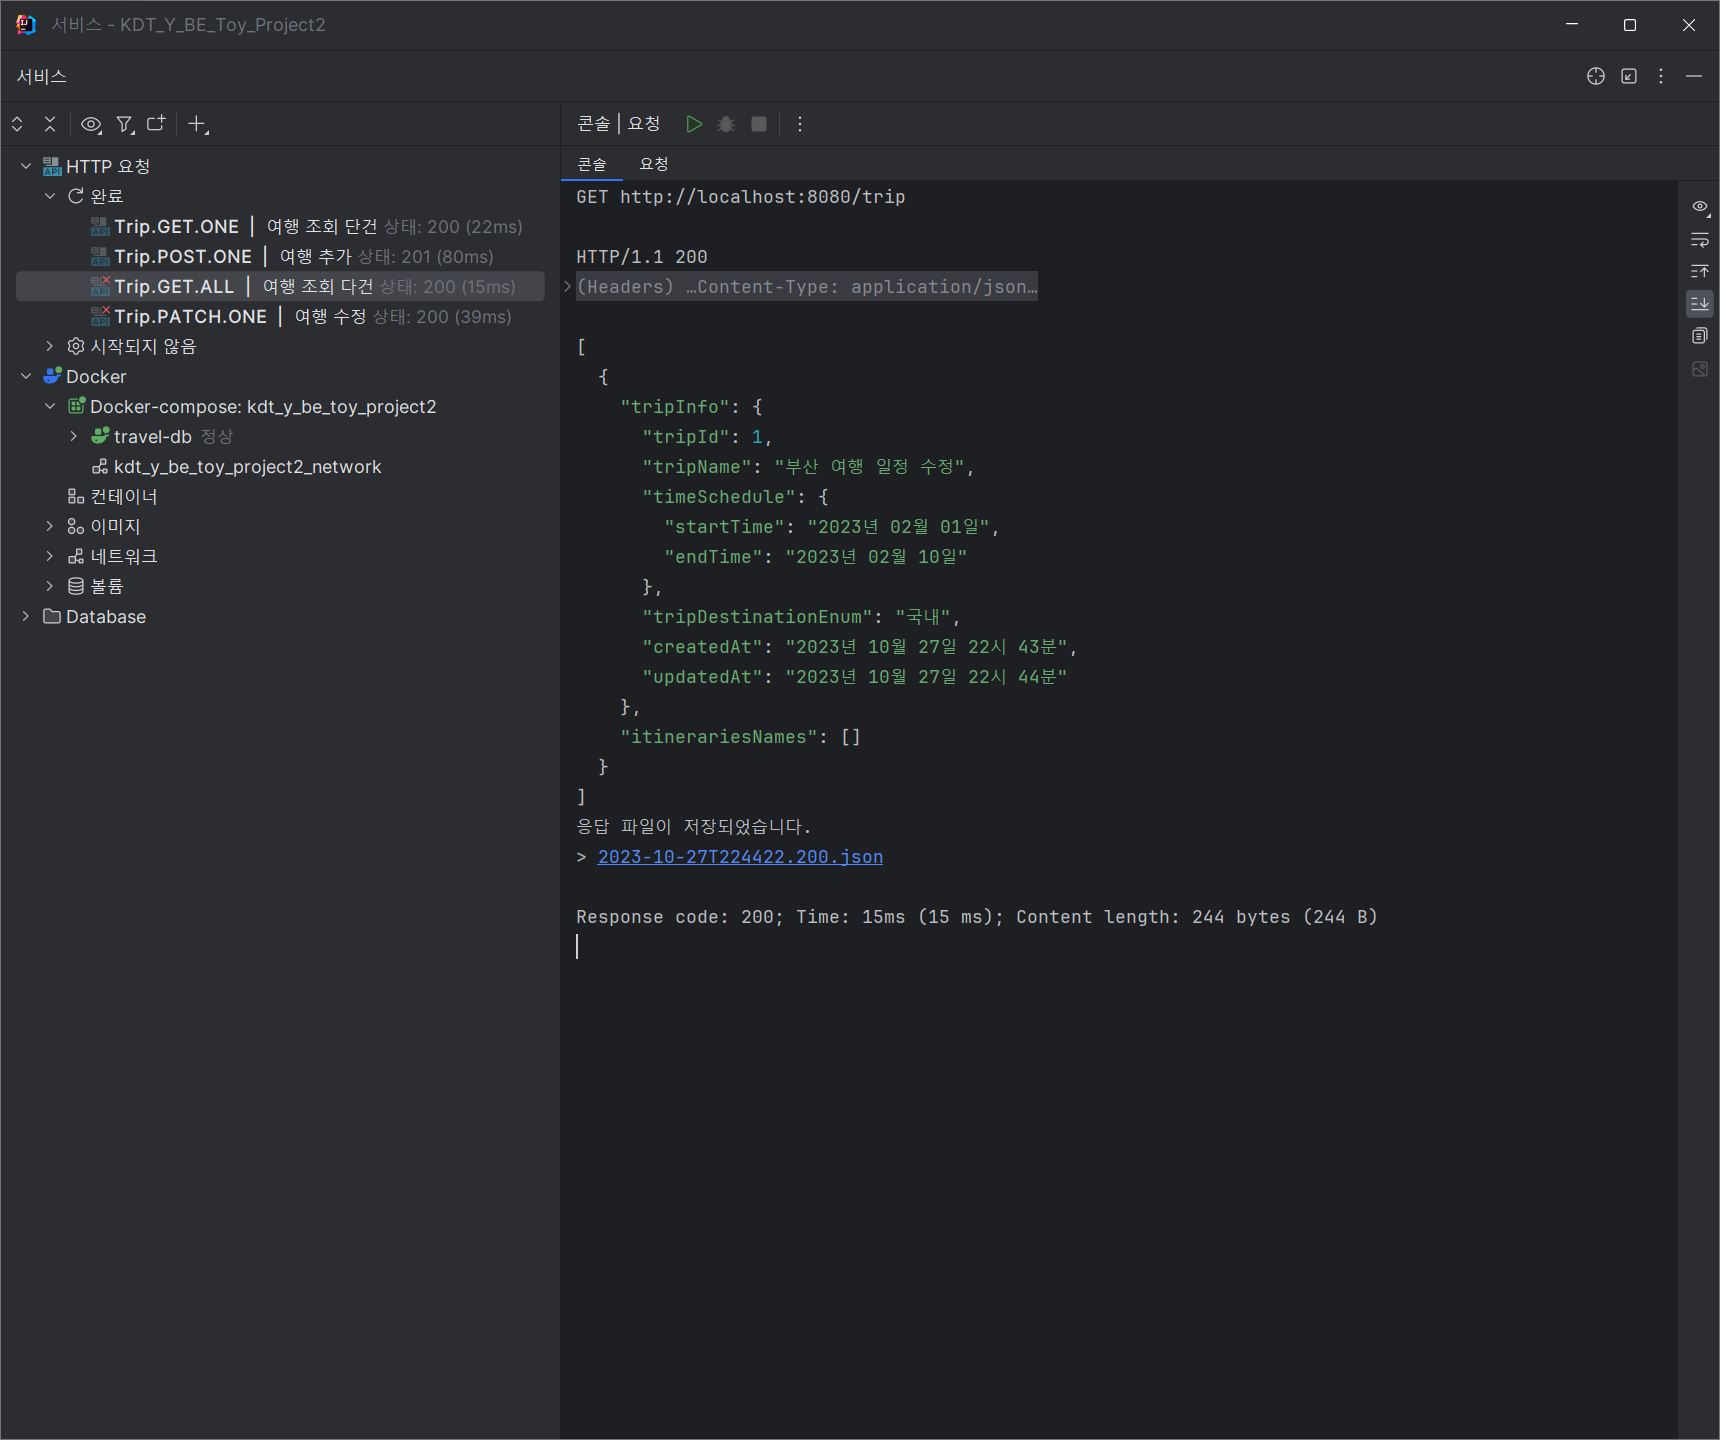 서비스 - KDT_Y_BE_Toy_Project2
서비스
HTTP 요청
완료
Trip.GET.ONE | 여행 조회 단건 상태: 200 (22ms)
Trip.POST.ONE | 여행 추가 상태: 201 (80ms)
Trip.GET.ALL | 여행 조회 다건 상태: 200 (15ms)
Trip.PATCH.ONE | 여행 수정 상태: 200 (39ms)
시작되지 않음
Docker
Docker-compose: kdt_y_be_toy_project2
travel-db 정상
kdt_y_be_toy_project2_network
컨테이너
이미지
네트워크
볼륨
Database
콘솔 | 요청
콘솔 요청
GET http://localhost:8080/trip
HTTP/1.1 200
(Headers) …Content-Type: application/json…
[
{
"tripInfo": {
"tripId": 1,
"tripName": "부산 여행 일정 수정",
"timeSchedule": {
"startTime": "2023년 02월 01일",
"endTime": "2023년 02월 10일"
},
"tripDestinationEnum": "국내",
"createdAt": "2023년 10월 27일 22시 43분",
"updatedAt": "2023년 10월 27일 22시 44분"
},
"itinerariesNames": []
}
]
응답 파일이 저장되었습니다.
> 2023-10-27T224422.200.json
Response code: 200; Time: 15ms (15 ms); Content length: 244 bytes (244 B)